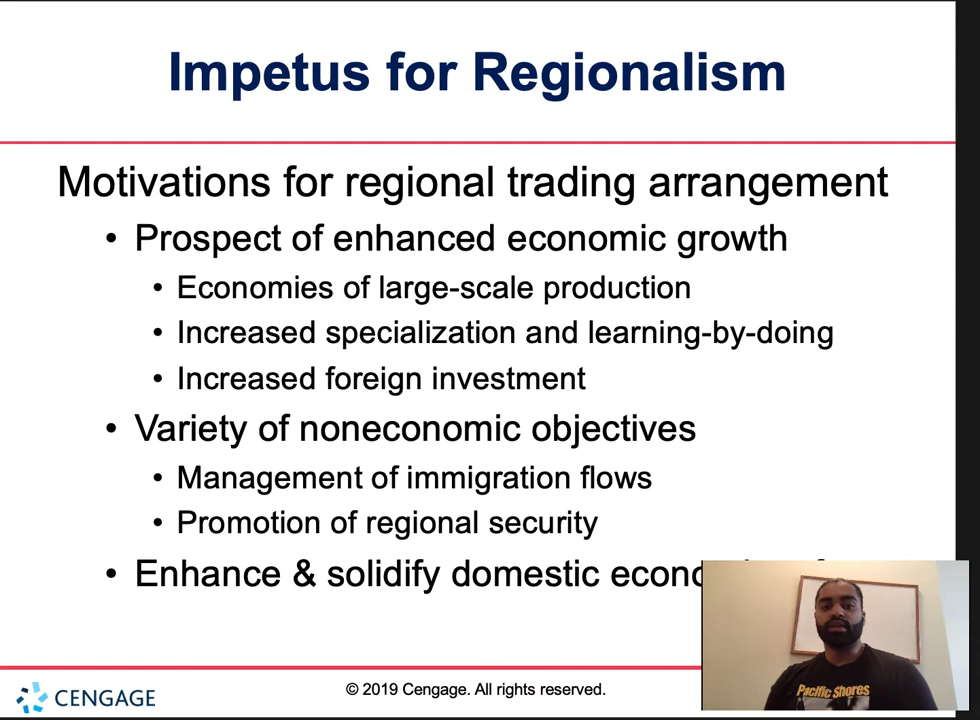 Impetus for Regionalism
Motivations for regional trading arrangement
• Prospect of enhanced economic growth
• Economies of large-scale production
• Increased specialization and learning-by-doing
• Increased foreign investment
• Variety of noneconomic objectives
• Management of immigration flows
• Promotion of regional security
• Enhance & solidify domestic
CENGAGE
© 2019 Cengage. All rights reserved.
Pacific Shores